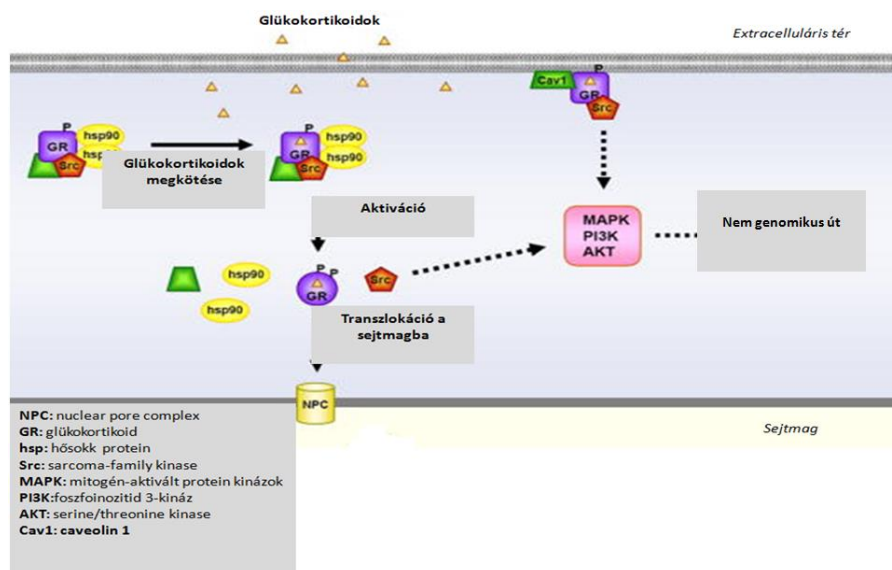 Glükokortikoidok
Extracelluláris tér
P
Cav1
GR
Src
P
GR
hsp90
hsp90
Src
Glükokortikoidok
megkötése
P
GR
hsp90
hsp90
Src
Aktiváció
MAPK
PI3K
AKT
Nem genomikus út
hsp90
hsp90
P
P
GR
Src
Transzlokáció a
sejtmagba
NPC
Sejtmag
NPC: nuclear pore complex
GR: glükokortikoid
hsp: hősokk protein
Src: sarcoma-family kinase
MAPK: mitogén-aktivált protein kinázok
PI3K:foszfoinozitid 3-kináz
AKT: serine/threonine kinase
Cav1: caveolin 1